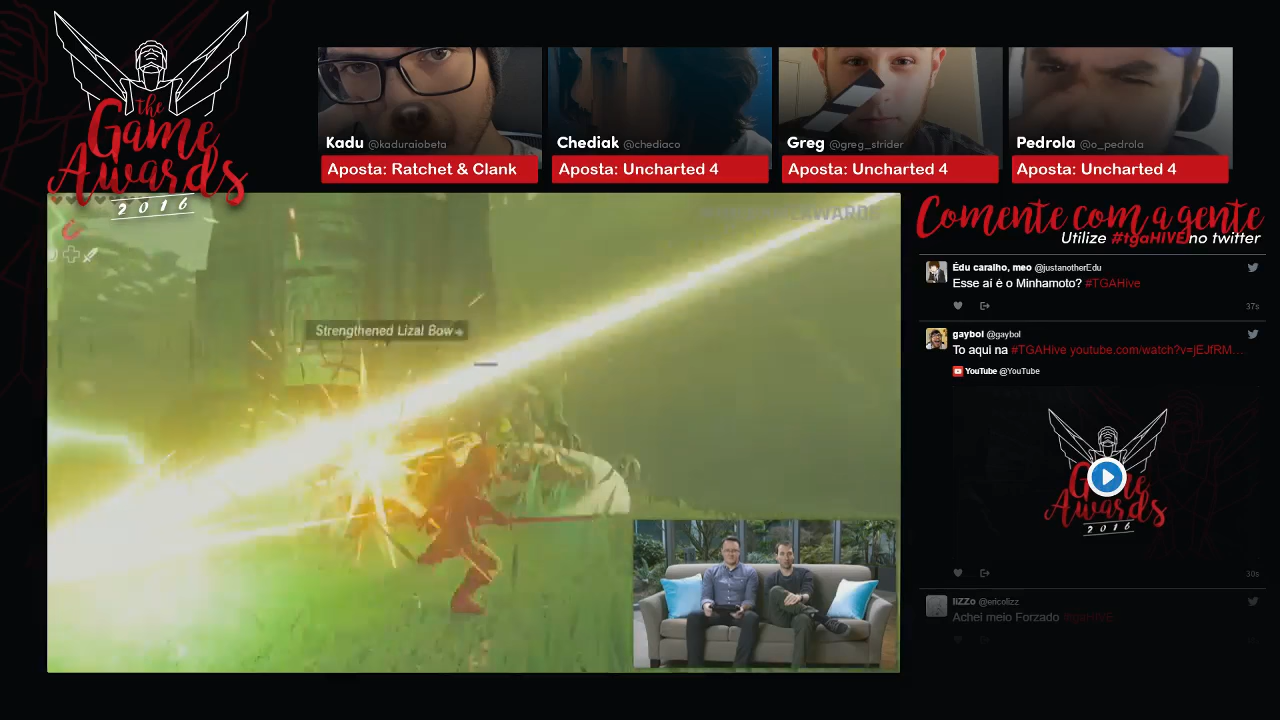 the
Game
Awards
2016
Kadu @kaduraiobeta
Aposta: Ratchet & Clank
Chediak @chediaco
Aposta: Uncharted 4
Greg @greg_strider
Aposta: Uncharted 4
Pedrola @o_pedrola
Aposta: Uncharted 4
Strengthened Lizal Bow
Comente com a gente
Utilize #tgaHIVE no twitter
Édu caralho, meo @justanotherEdu
Esse aí é o Minhamoto? #TGAHive
37s
gaybol @gaybol
To aqui na #TGAHive youtube.com/watch?v=jEJfRM…
YouTube @YouTube
Game
Awards
2016
30s
liZZo @ericolizz
Achei meio Forzado #tgaHIVE